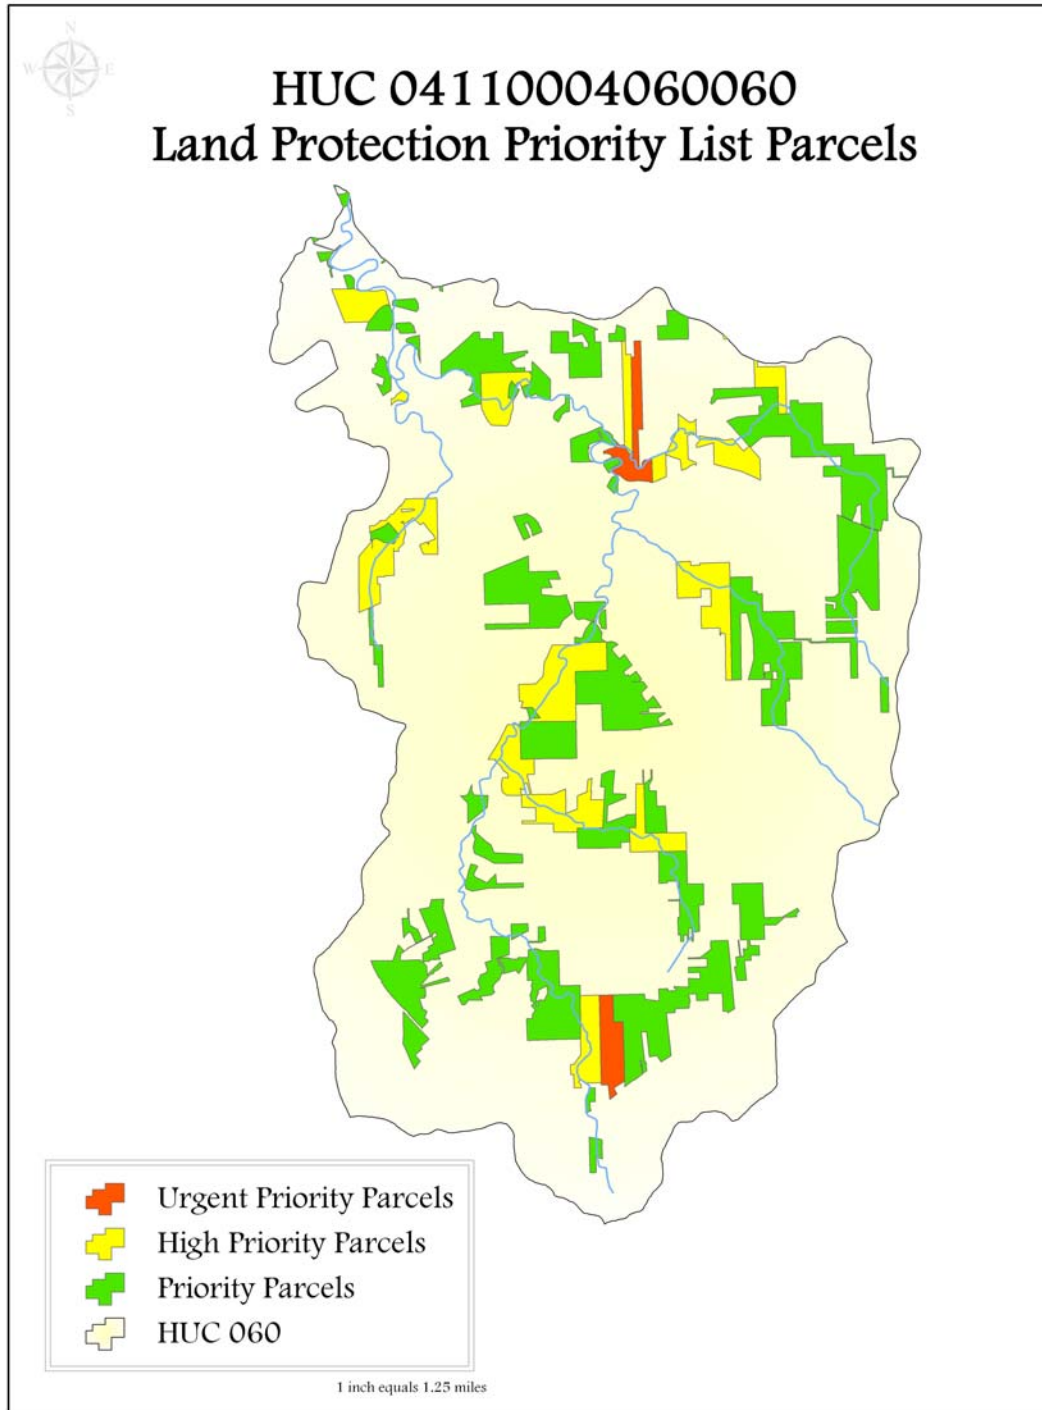 N
W E
S
HUC 04110004060060
Land Protection Priority List Parcels
Urgent Priority Parcels
High Priority Parcels
Priority Parcels
HUC 060
1 inch equals 1.25 miles